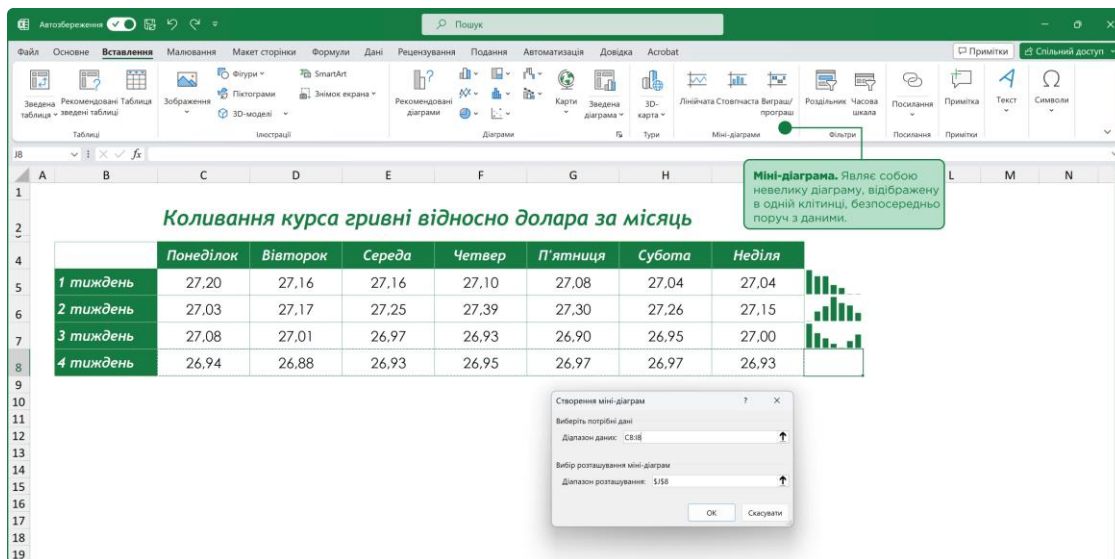 Автозбереження
Пошук
Файл Основне Вставлення Малювання Макет сторінки Формули Дані Рецензування Подання Автоматизація Довідка Acrobat Примітки Спільний доступ
Зведена таблиця
Рекомендовані зведені таблиці
Таблиця
Зображення
Фігури
Піктограми
3D-моделі
SmartArt
Знімок екрана
Рекомендовані діаграми
Карти
Зведена діаграма
3D-карта
Лінійчата
Стовпчаста
Виграш/програш
Роздільник
Часова шкала
Посилання
Примітка
Текст
Символи
Таблиці Ілюстрації Діаграми Тури Міні-діаграми Фільтри Посилання Примітки
J8 fx
A B C D E F G H L M N
Міні-діаграма. Являє собою
невелику діаграму, відображену
в одній клітинці, безпосередньо
поруч з даними.
1
2 Коливання курса гривні відносно долара за місяць
4 Понеділок Вівторок Середа Четвер П'ятниця Субота Неділя
5 1 тиждень 27,20 27,16 27,16 27,10 27,08 27,04 27,04
6 2 тиждень 27,03 27,17 27,25 27,39 27,30 27,26 27,15
7 3 тиждень 27,08 27,01 26,97 26,93 26,90 26,95 27,00
8 4 тиждень 26,94 26,88 26,93 26,95 26,97 26,97 26,93
9
10
11
12
13
14
15
16
17
18
19
Створення міні-діаграм ? ×
Виберіть потрібні дані
Діапазон даних: C8:I8
Вибір розташування міні-діаграм
Діапазон розташування: $J$8
ОК Скасувати